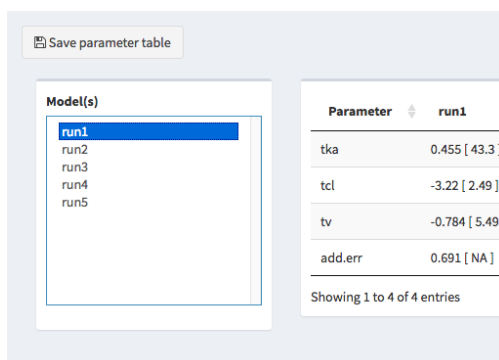 Save parameter table
Model(s)
run1
run2
run3
run4
run5
Parameter run1
tka 0.455 [ 43.3 ]
tcl -3.22 [ 2.49 ]
tv -0.784 [ 5.49
add.err 0.691 [ NA ]
Showing 1 to 4 of 4 entries